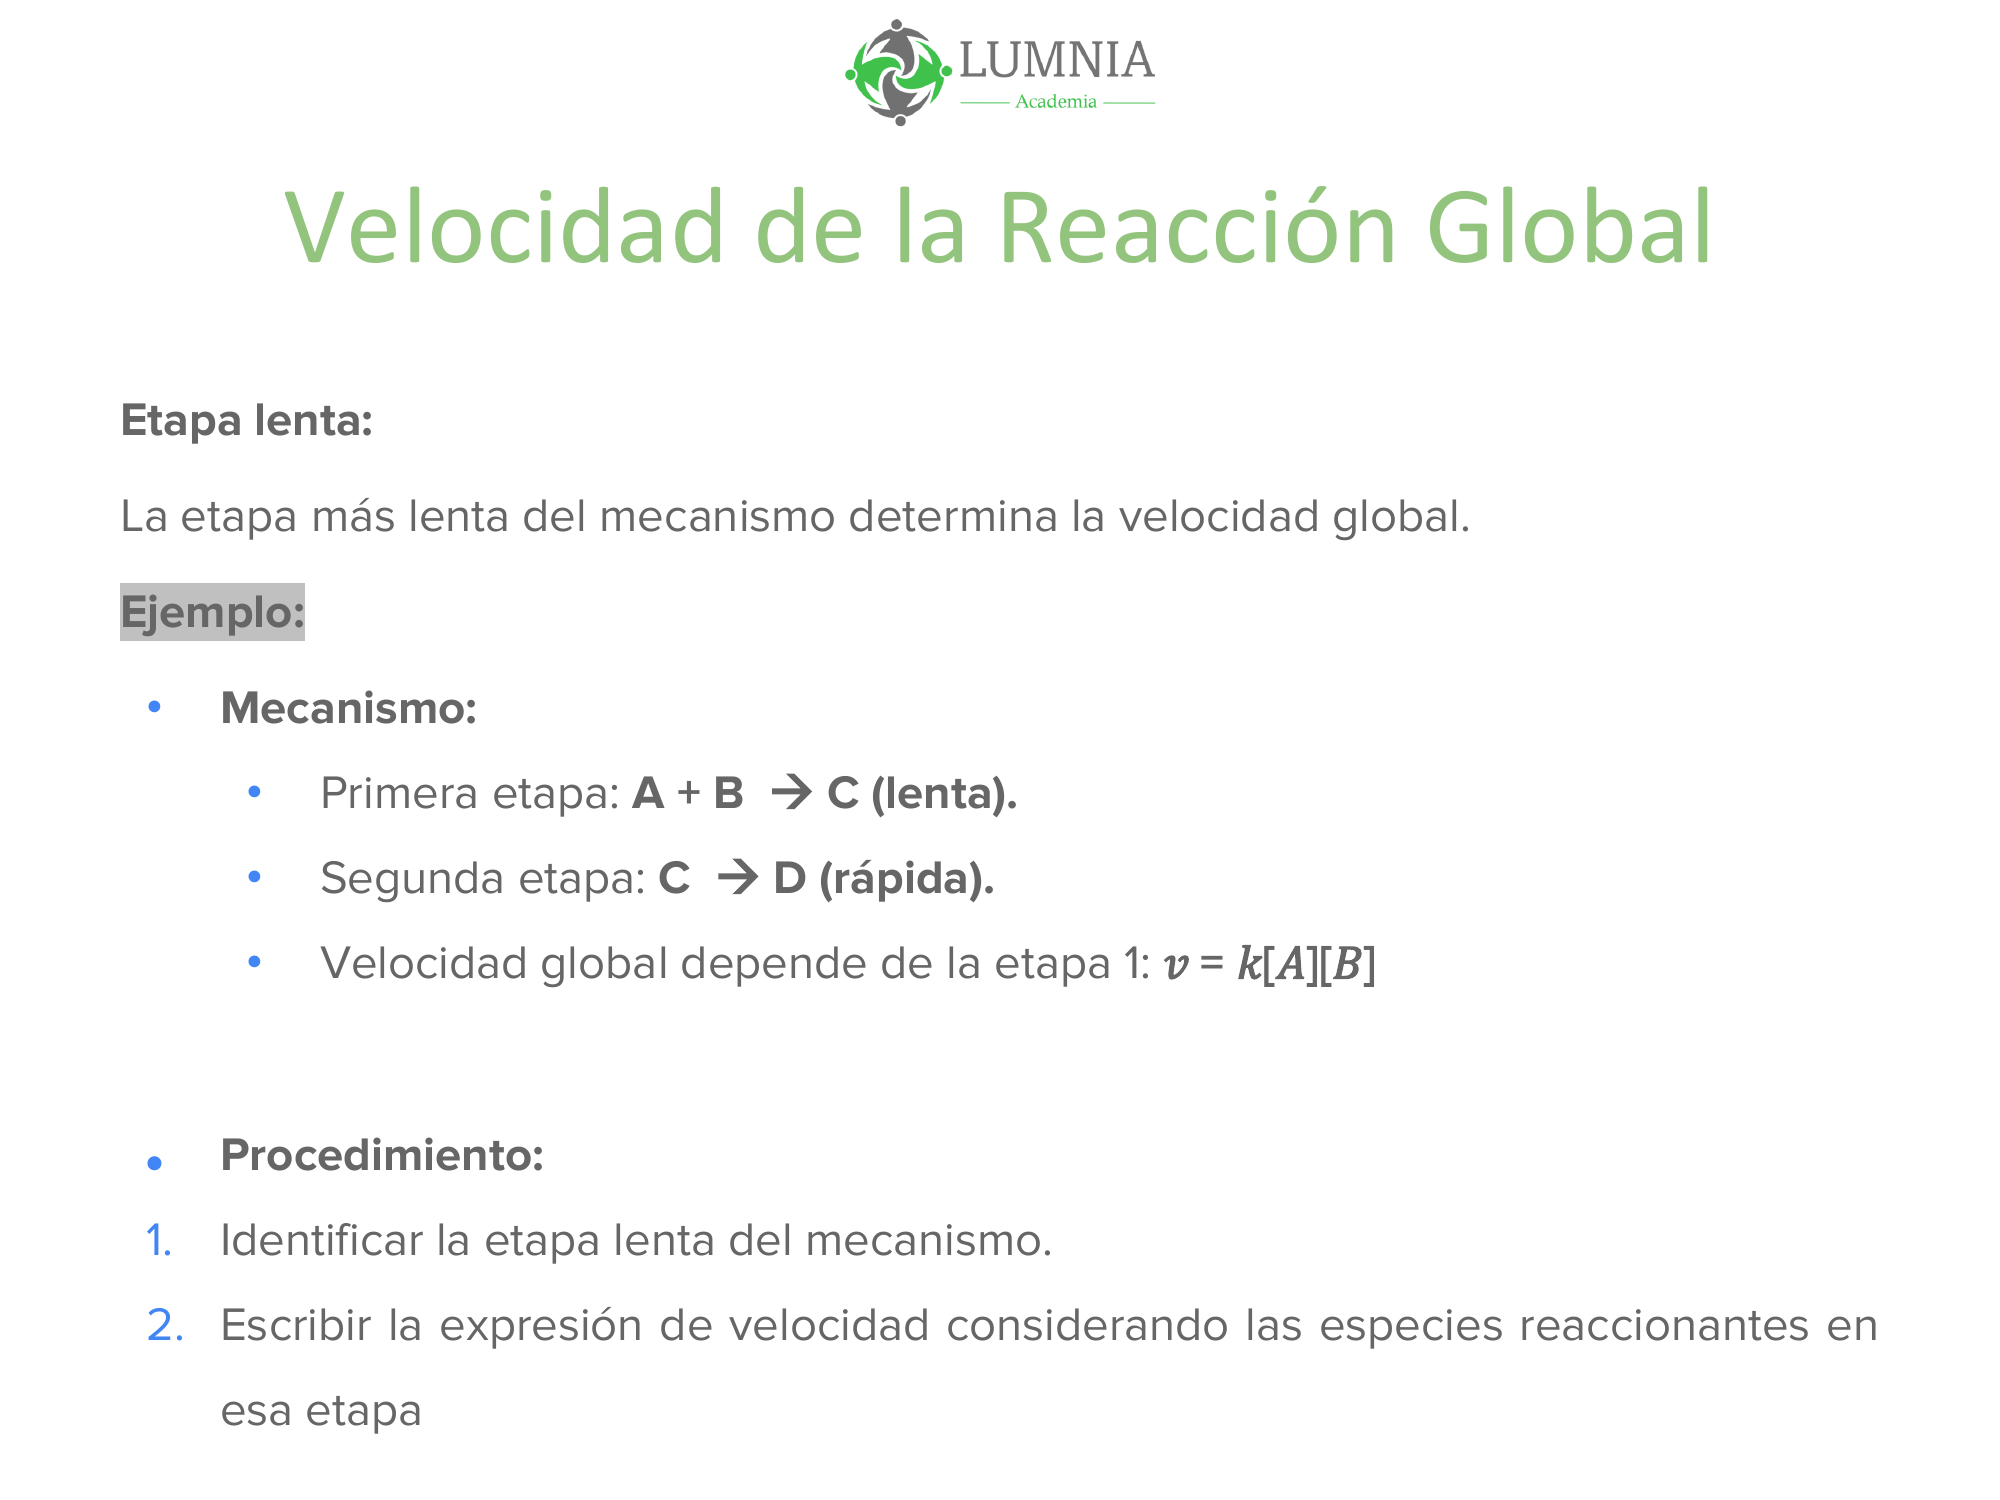 LUMNIA
Academia
Velocidad de la Reacción Global
Etapa lenta:
La etapa más lenta del mecanismo determina la velocidad global.
Ejemplo:
• Mecanismo:
• Primera etapa: A + B → C (lenta).
• Segunda etapa: C → D (rápida).
• Velocidad global depende de la etapa 1: v = k[A][B]
• Procedimiento:
1. Identificar la etapa lenta del mecanismo.
2. Escribir la expresión de velocidad considerando las especies reaccionantes en
esa etapa